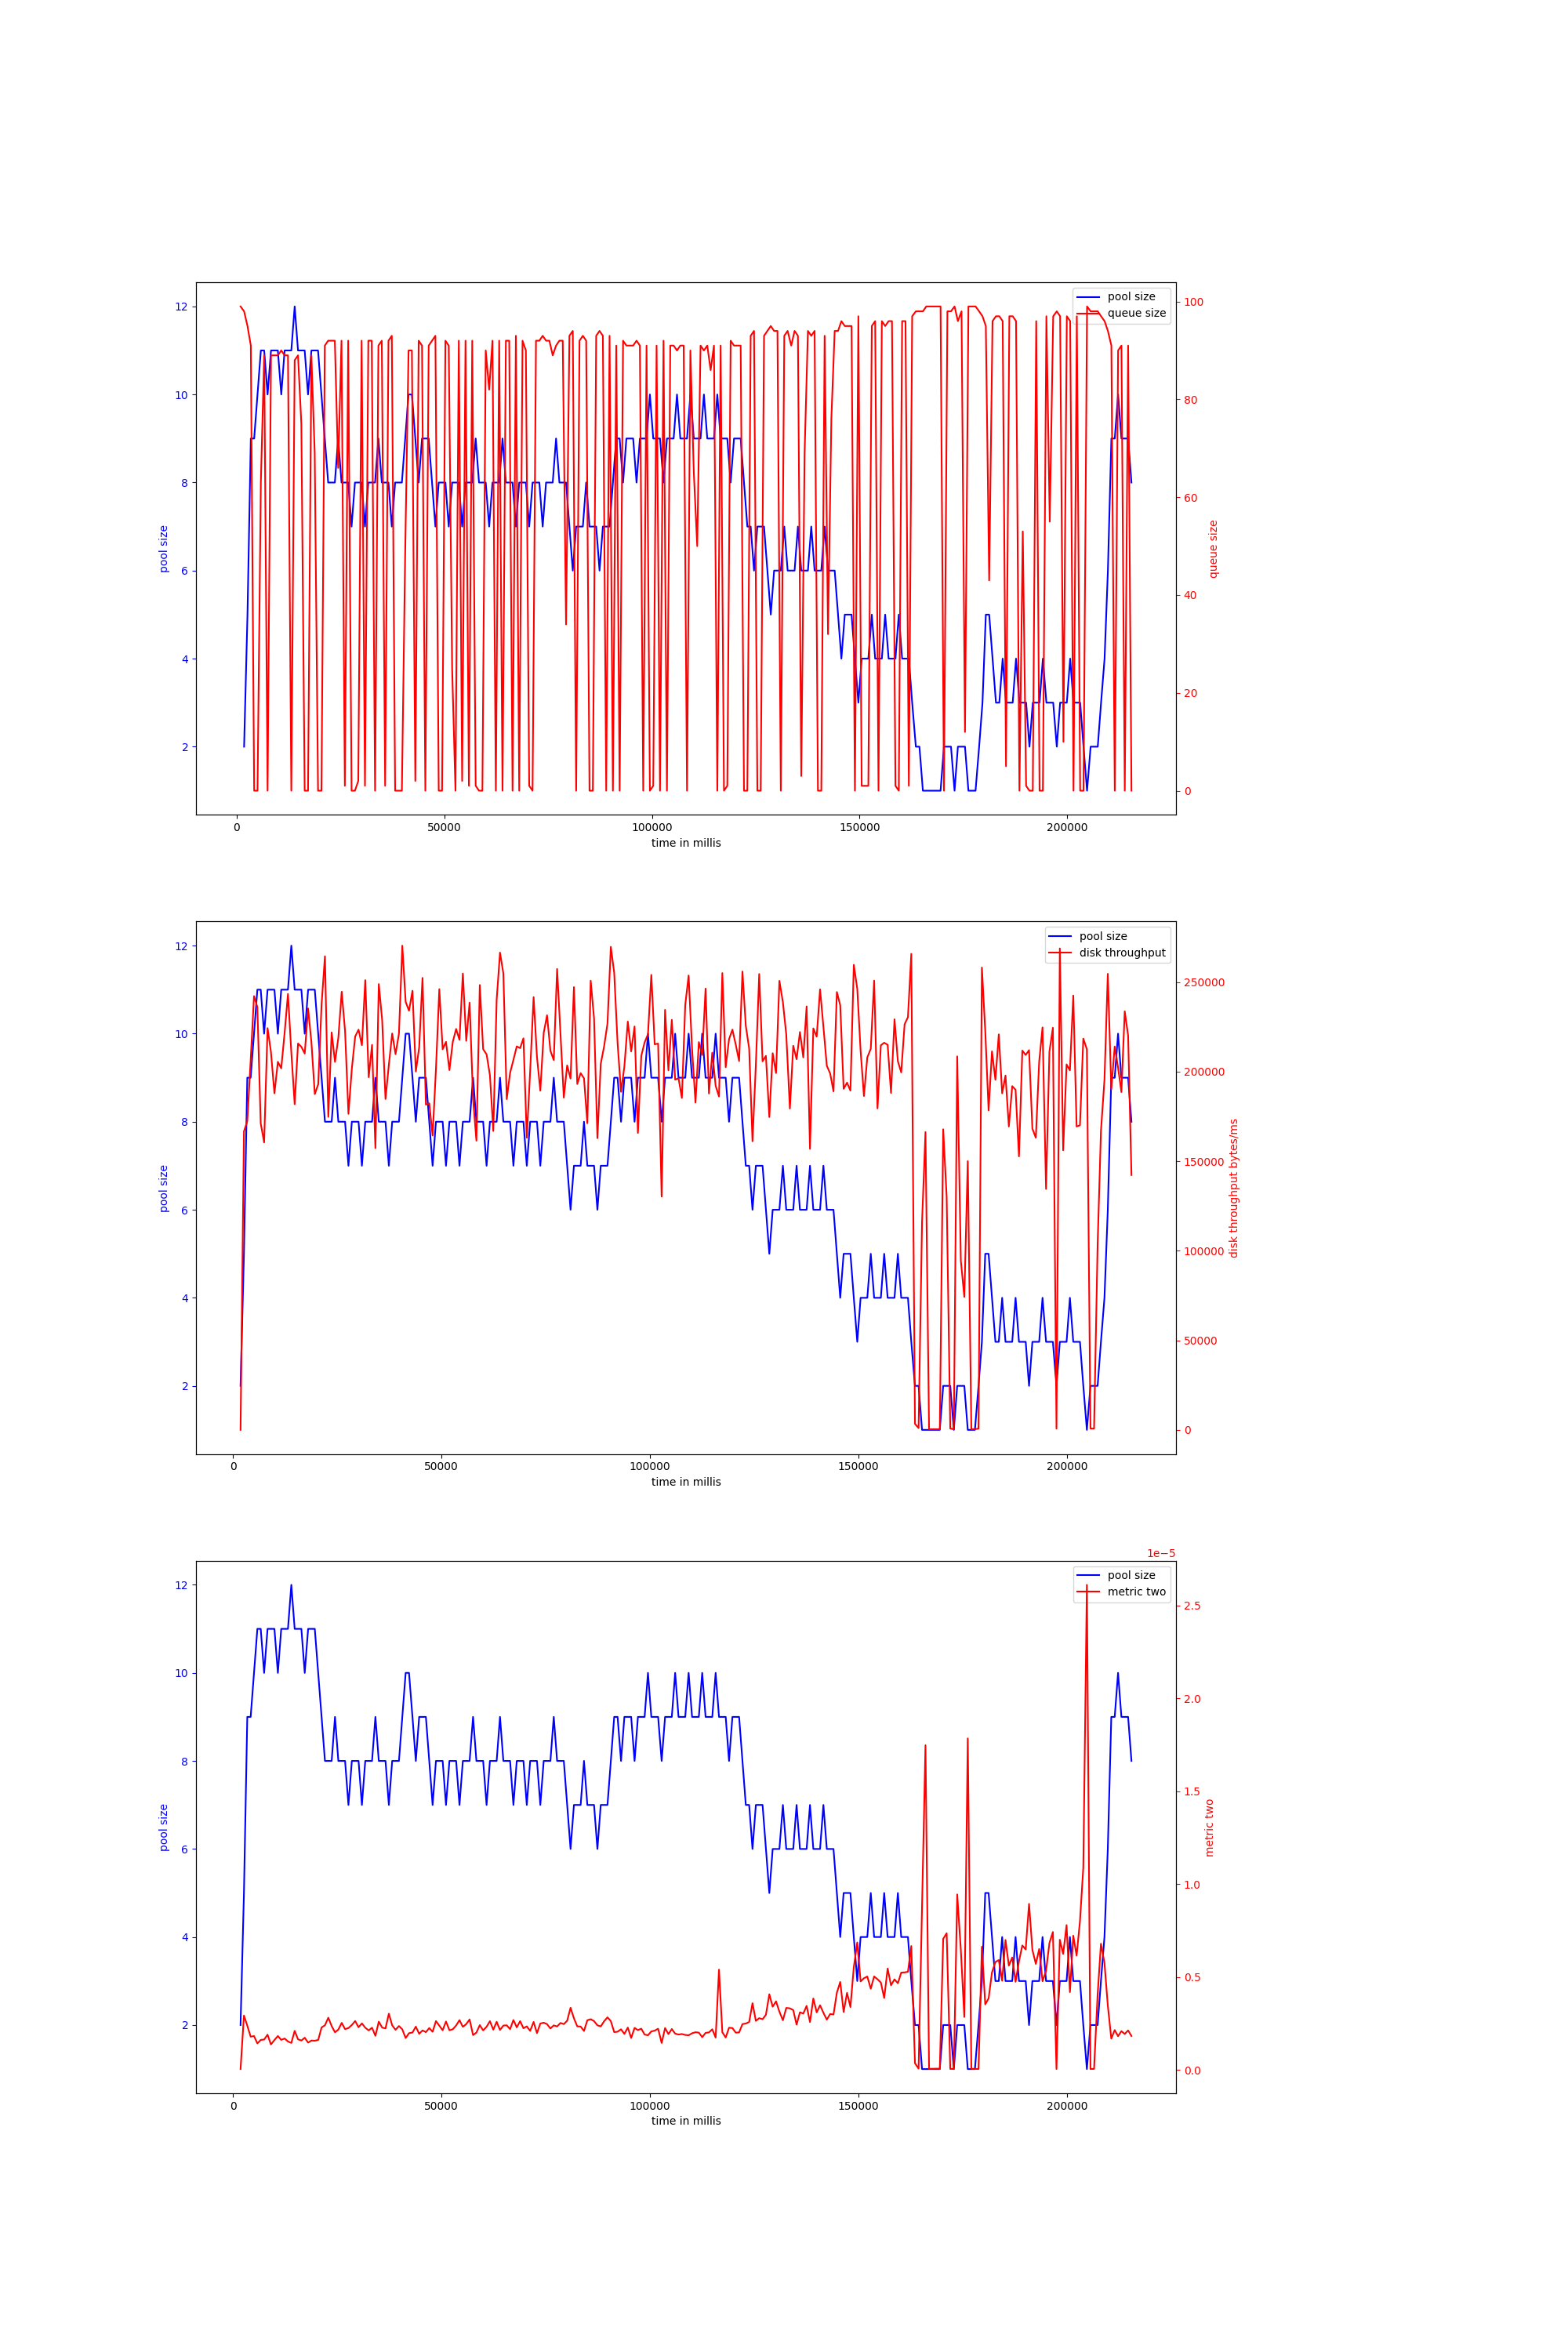 pool size
queue size
12
10
8
6
4
2
pool size
100
80
60
40
20
0
queue size
0 50000 100000 150000 200000
time in millis
pool size
disk throughput
12
10
8
6
4
2
pool size
250000
200000
150000
100000
50000
0
disk throughput bytes/ms
0 50000 100000 150000 200000
time in millis
1e−5
pool size
metric two
12
10
8
6
4
2
pool size
2.5
2.0
1.5
1.0
0.5
0.0
metric two
0 50000 100000 150000 200000
time in millis